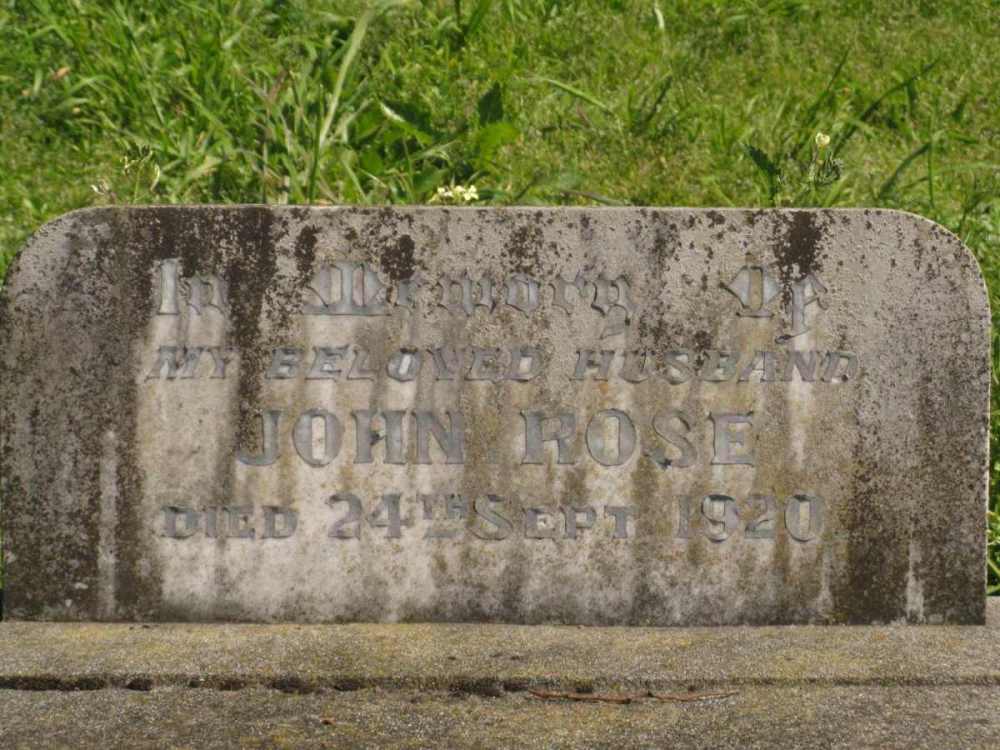 In Memory Of
MY BELOVED HUSBAND
JOHN ROSE
DIED 24TH SEPT 1920